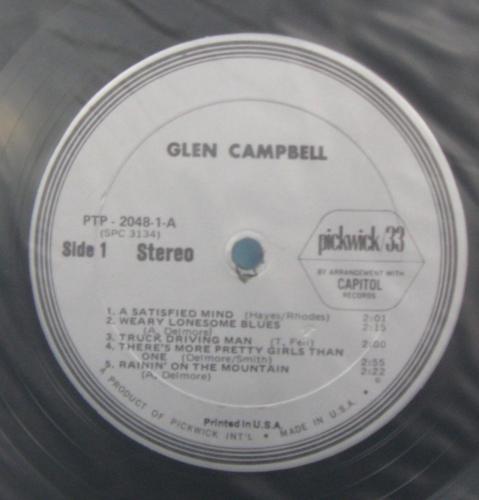 GLEN CAMPBELL
PTP - 2048-1-A
(SPC 3134)
Side 1 Stereo
pickwick/33
BY ARRANGEMENT WITH
CAPITOL
RECORDS
1. A SATISFIED MIND (Hayes/Rhodes) 2:01
2. WEARY LONESOME BLUES 2:15
(A. Delmore)
3. TRUCK DRIVING MAN (T. Fell) 2:00
4. THERE'S MORE PRETTY GIRLS THAN
ONE (Delmore/Smith) 2:55
5. RAININ' ON THE MOUNTAIN 2:22
(A. Delmore)
Printed in U.S.A.
A PRODUCT OF PICKWICK INT'L • MADE IN U.S.A. •